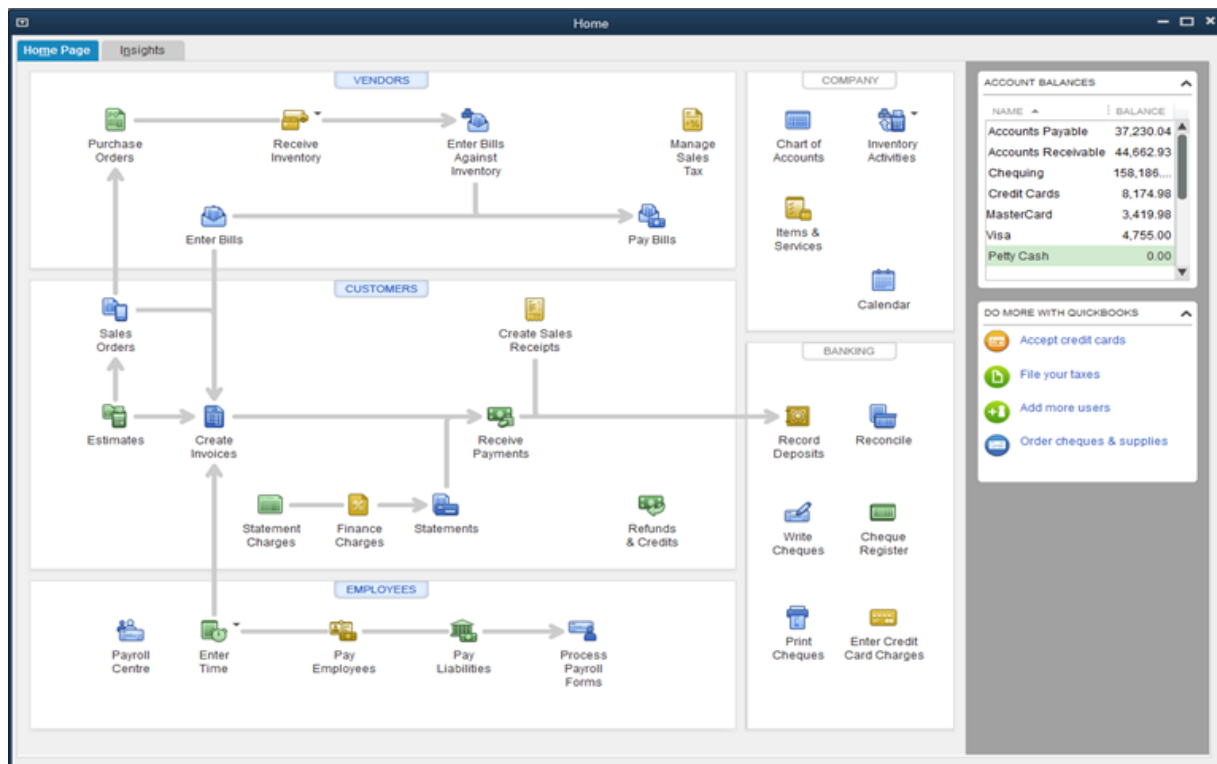 Home
Home Page
Insights
VENDORS
Purchase
Orders
Receive
Inventory
Enter Bills
Against
Inventory
Manage
Sales
Tax
Enter Bills
Pay Bills
CUSTOMERS
Sales
Orders
Create Sales
Receipts
Estimates
Create
Invoices
Receive
Payments
Statement
Charges
Finance
Charges
Statements
Refunds
& Credits
EMPLOYEES
Payroll
Centre
Enter
Time
Pay
Employees
Pay
Liabilities
Process
Payroll
Forms
COMPANY
Chart of
Accounts
Inventory
Activities
Items &
Services
Calendar
BANKING
Record
Deposits
Reconcile
Write
Cheques
Cheque
Register
Print
Cheques
Enter Credit
Card Charges
ACCOUNT BALANCES
NAME BALANCE
Accounts Payable 37,230.04
Accounts Receivable 44,662.93
Chequing 158,186....
Credit Cards 8,174.98
MasterCard 3,419.98
Visa 4,755.00
Petty Cash 0.00
DO MORE WITH QUICKBOOKS
Accept credit cards
File your taxes
Add more users
Order cheques & supplies